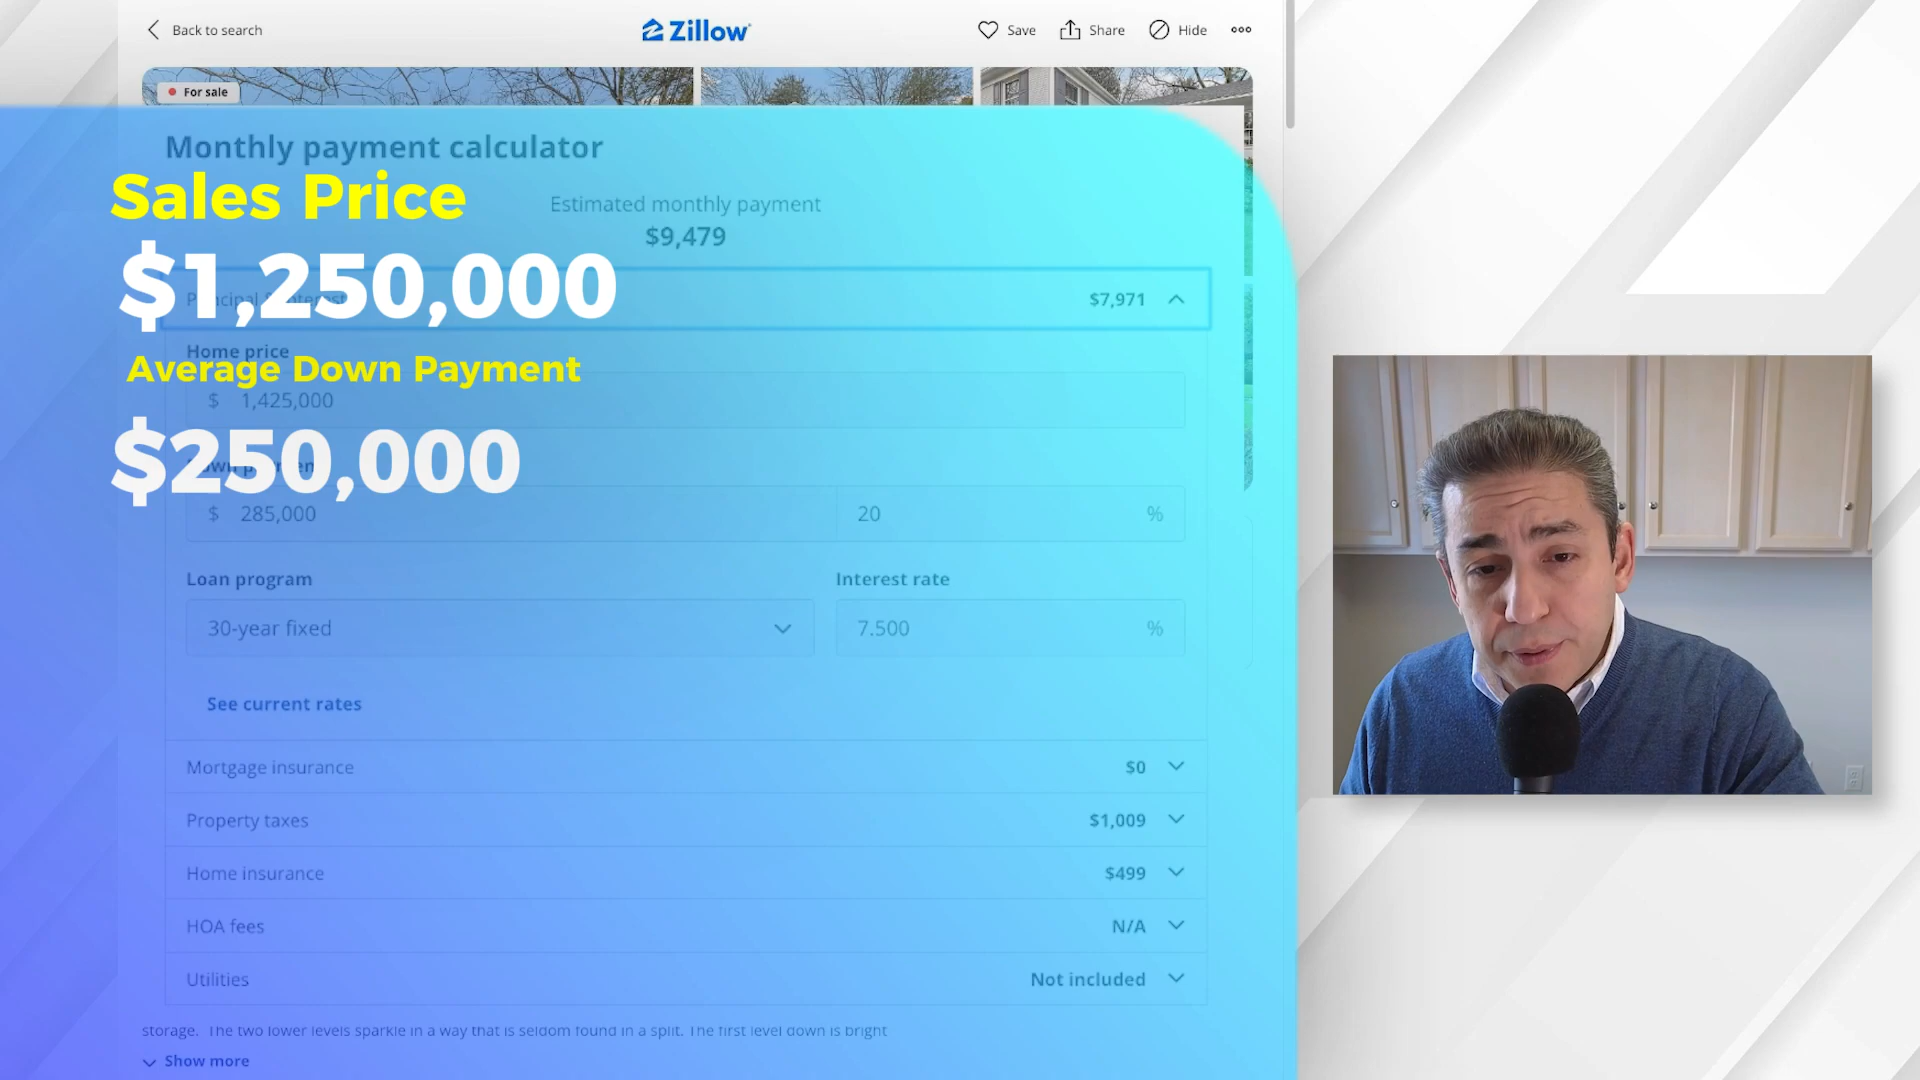 Back to search
Zillow
Save
Share
Hide
For sale
Monthly payment calculator
Sales Price
Estimated monthly payment
$9,479
$1,250,000
Principal & interest
$7,971
Home price
Average Down Payment
$ 1,425,000
$250,000
Down payment
$ 285,000
20 %
Loan program
Interest rate
30-year fixed
7.500 %
See current rates
Mortgage insurance
$0
Property taxes
$1,009
Home insurance
$499
HOA fees
N/A
Utilities
Not included
storage. The two lower levels sparkle in a way that is seldom found in a split. The first level down is bright
Show more